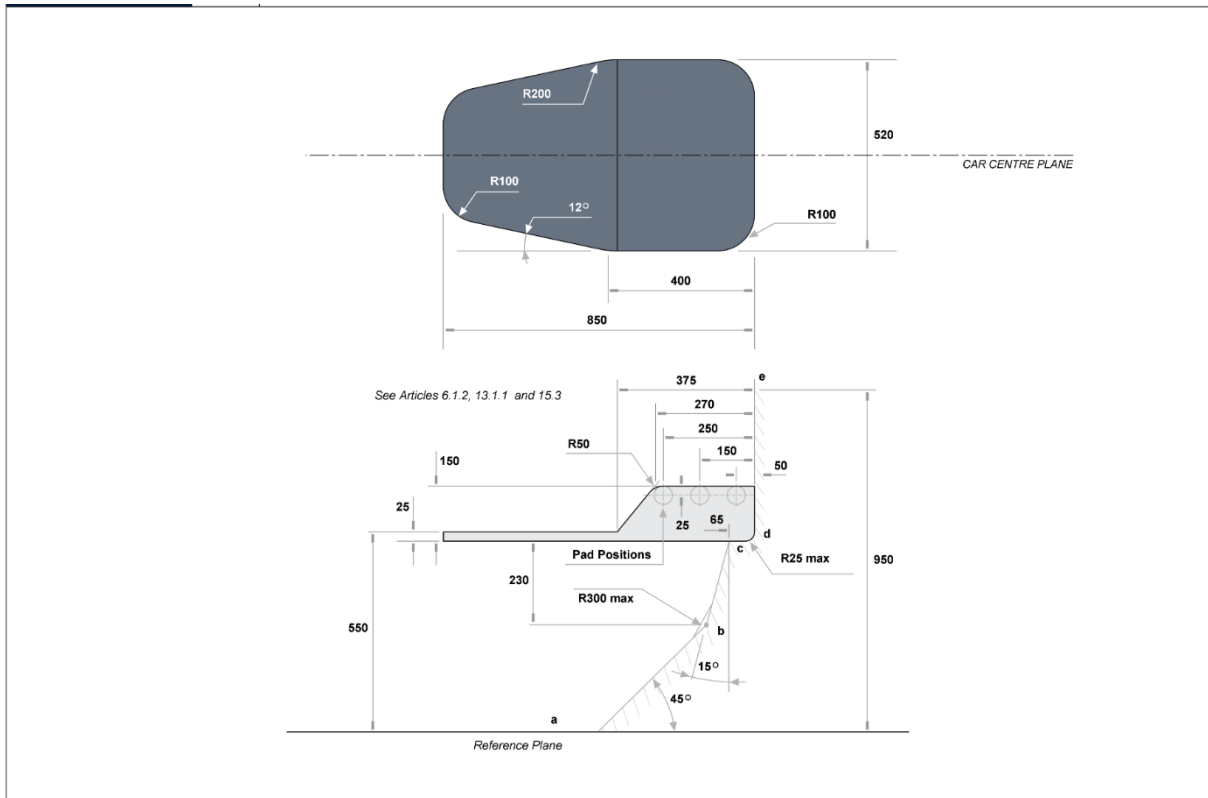 R200
520
CAR CENTRE PLANE
R100
12°
R100
400
850
See Articles 6.1.2, 13.1.1 and 15.3
375
e
270
250
R50
150
150
50
25
25
65
d
c
Pad Positions
R25 max
950
230
R300 max
550
b
15°
45°
a
Reference Plane